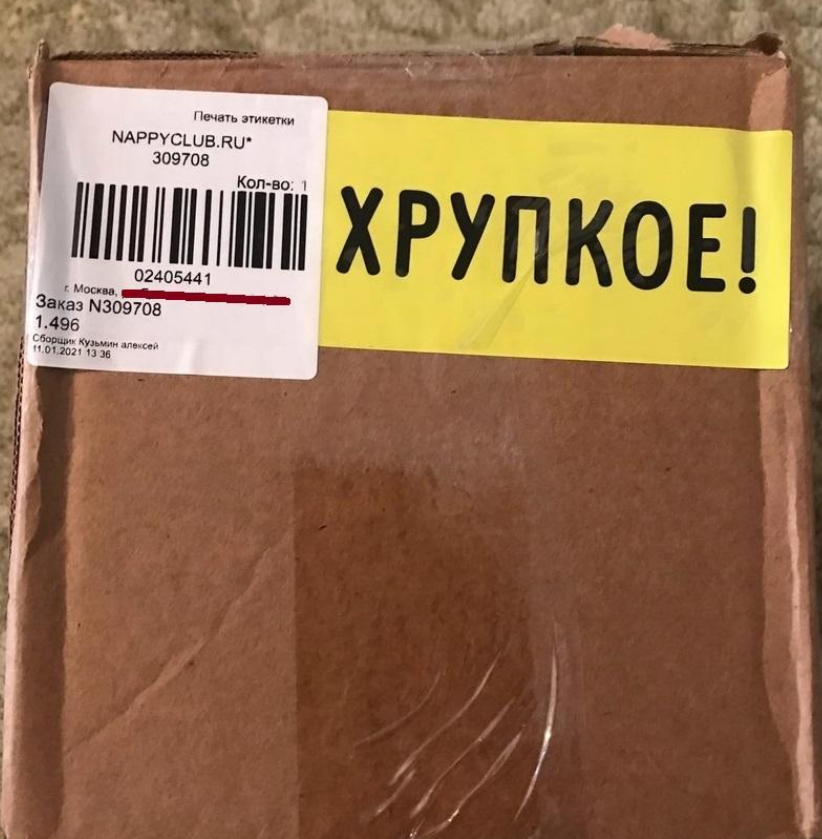 Печать этикетки
NAPPYCLUB.RU*
309708
Кол-во: 1
02405441
г. Москва,
Заказ N309708
1.496
Сборщик Кузьмин алексей
11.01.2021 13 36
ХРУПКОЕ!